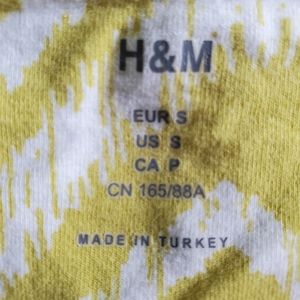 H&M
EUR S
US S
CA P
CN 165/88A
MADE IN TURKEY